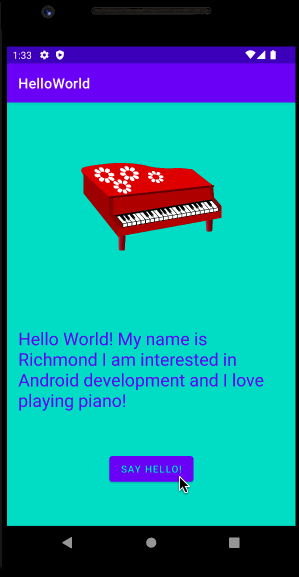 1:33
HelloWorld
Hello World! My name is
Richmond I am interested in
Android development and I love
playing piano!
SAY HELLO!